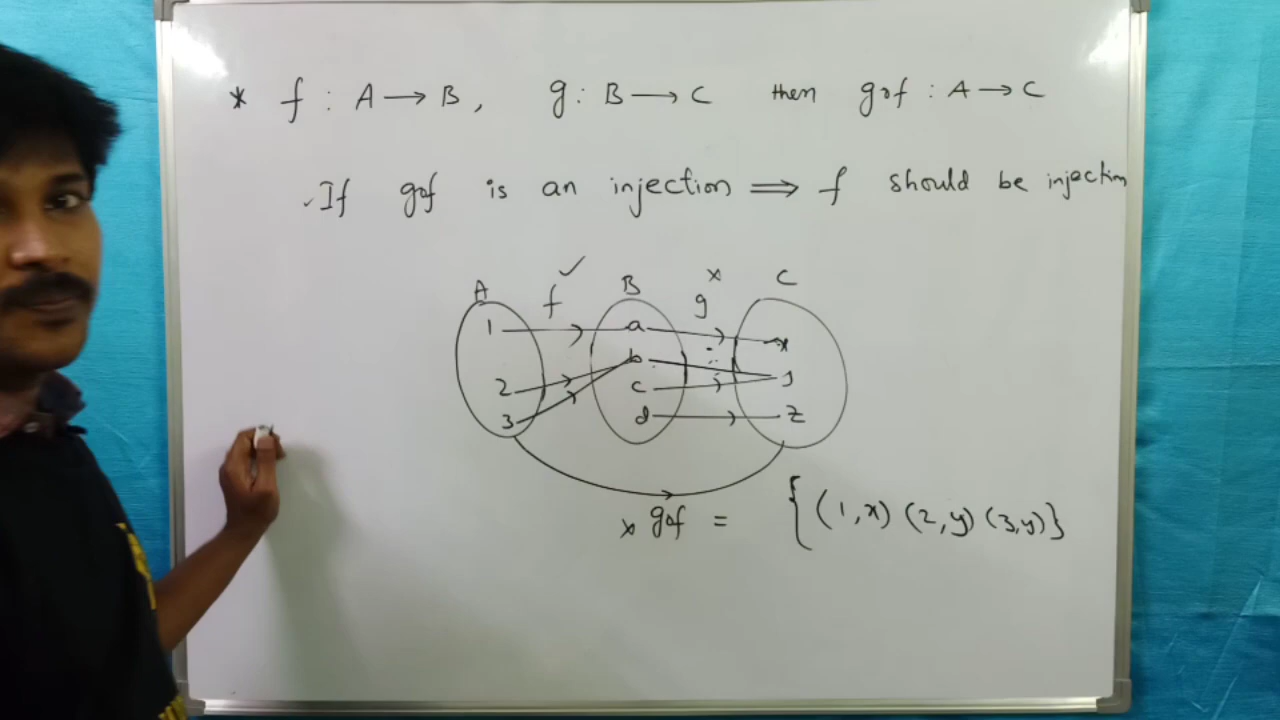 * f : A → B, g : B → C then gof : A → C
If gof is an injection ⟹ f should be injection
A f ✓ B g x C
1 a x
2 b y
3 c z
d
x gof = {(1,x) (2,y) (3,y)}